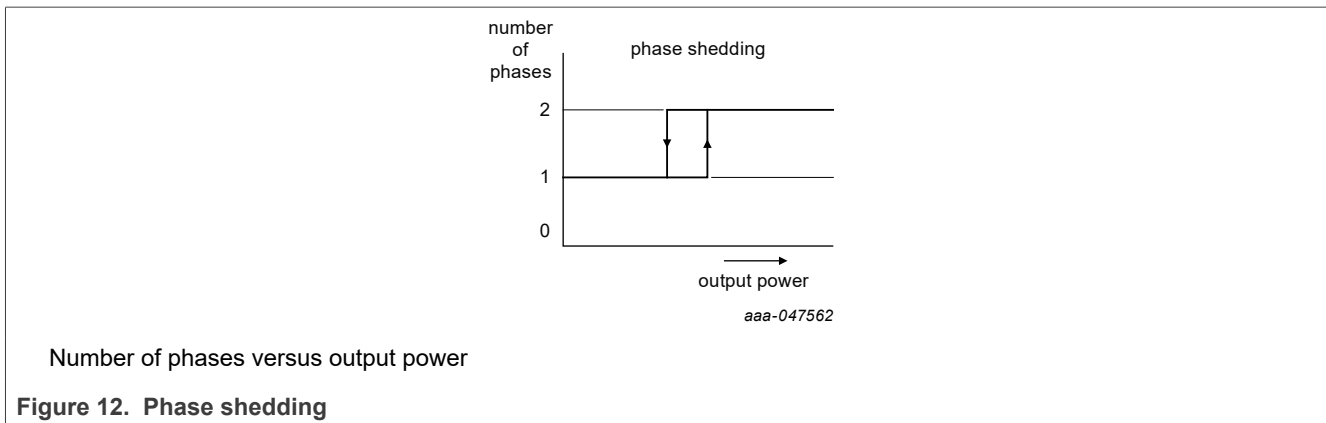 number
of
phases
phase shedding
2
1
0
output power
aaa-047562
Number of phases versus output power
Figure 12. Phase shedding